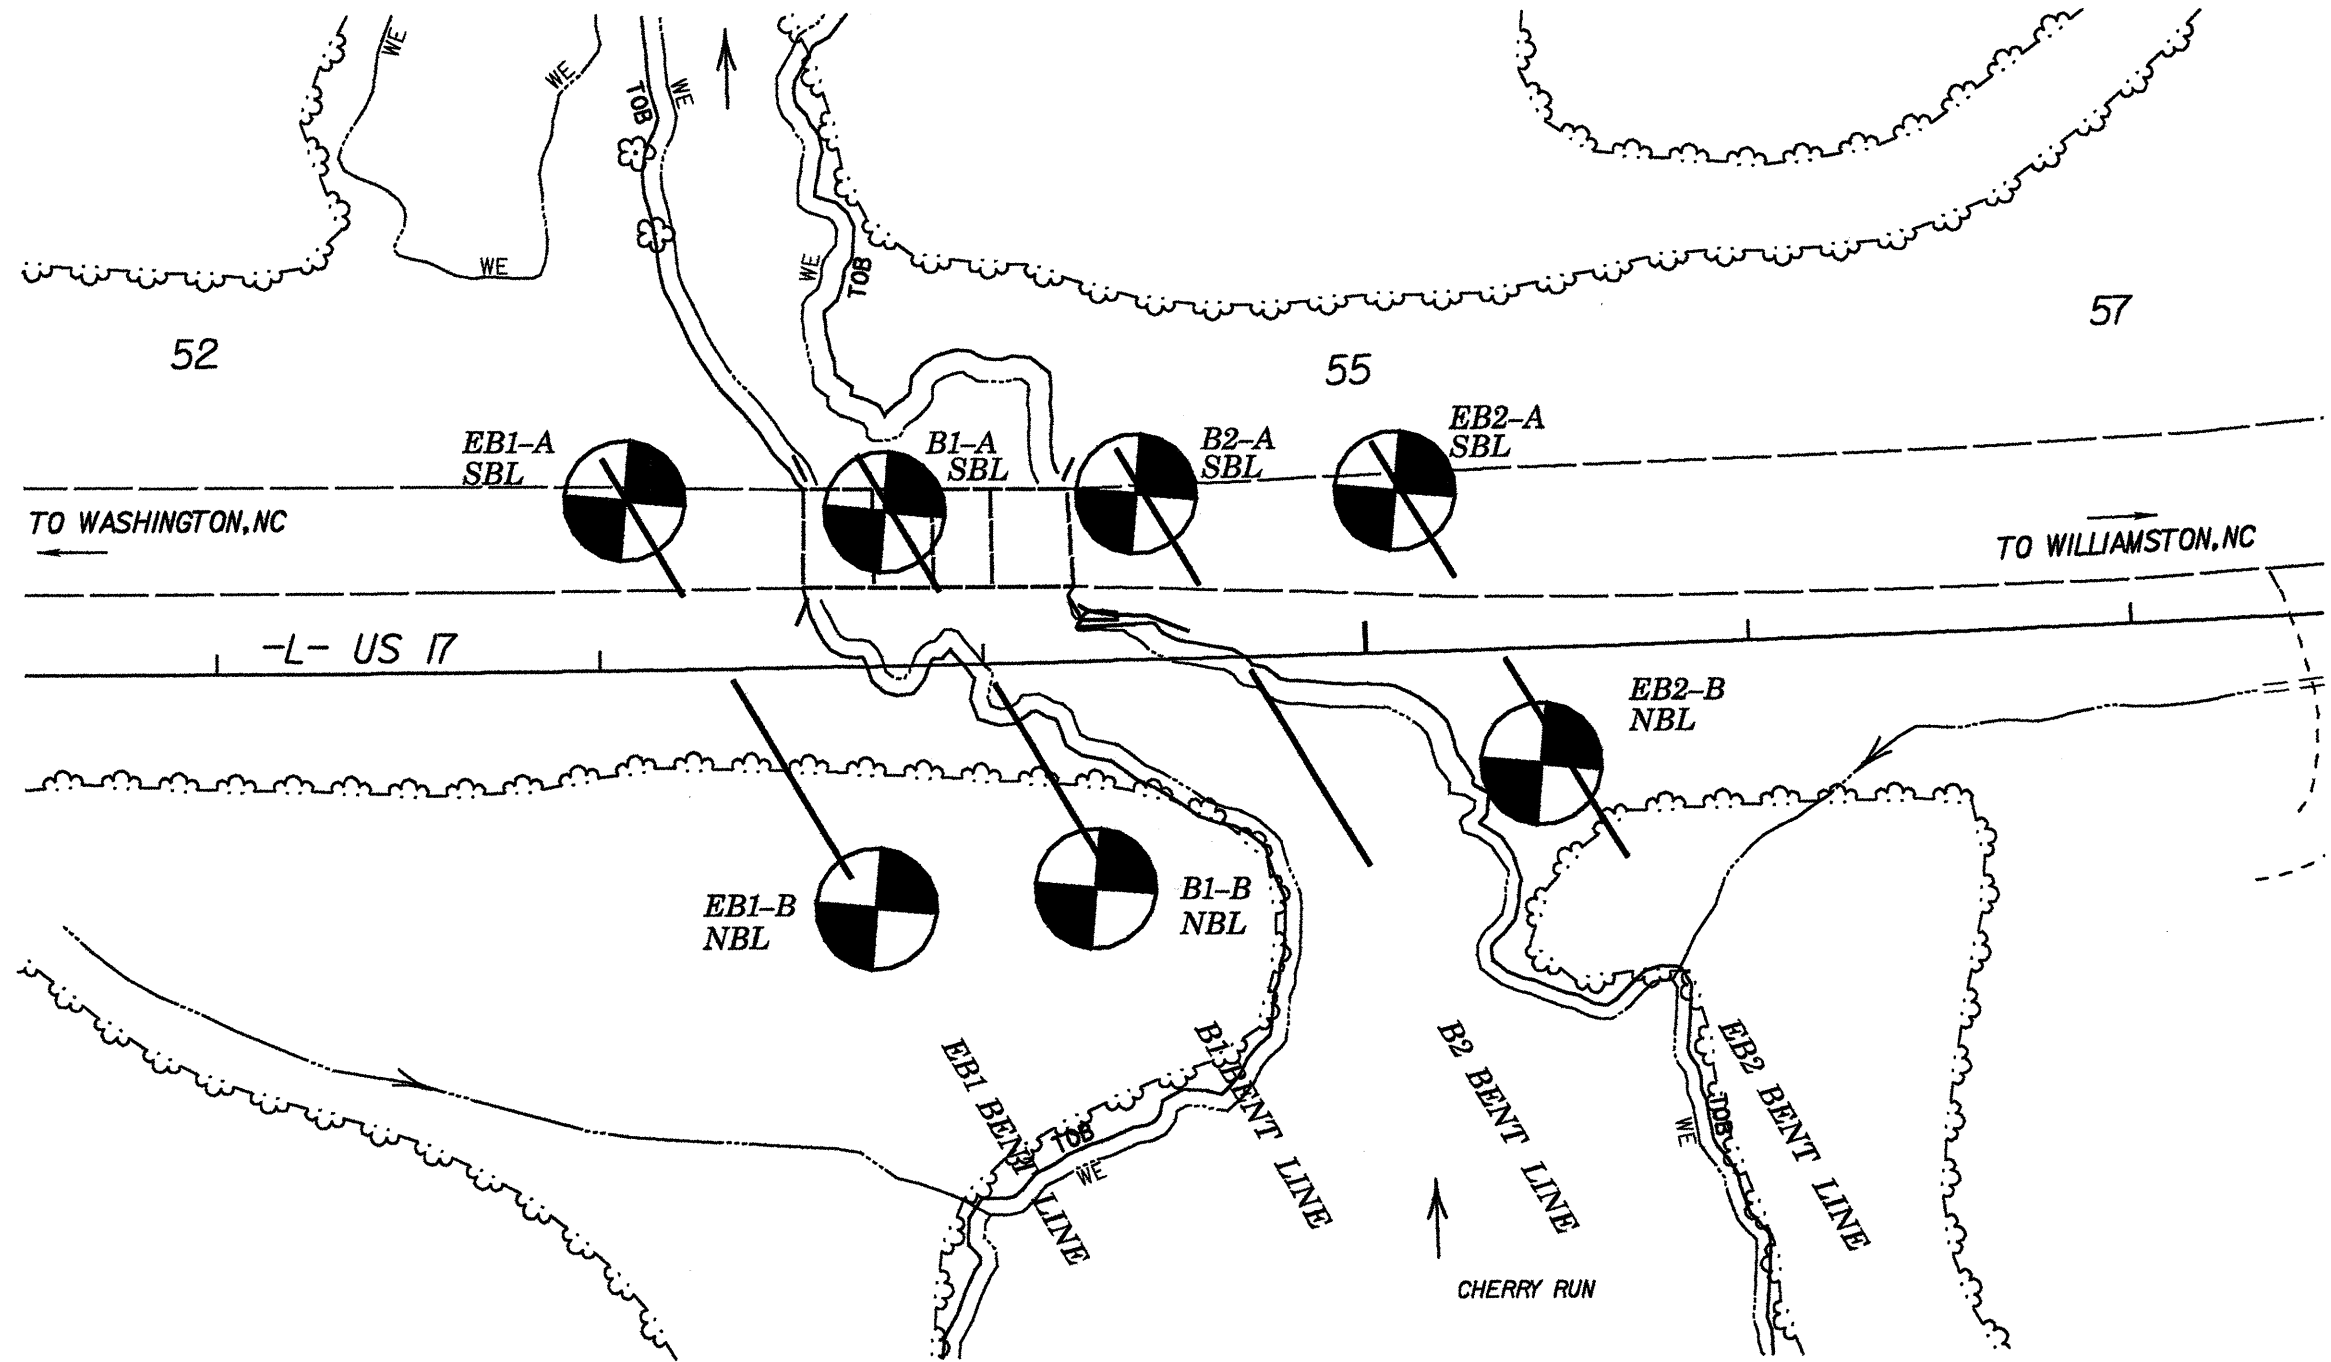 WE
WE
TOB
WE
WE
WE
TOB
52
55
57
EB1-A
SBL
B1-A
SBL
B2-A
SBL
EB2-A
SBL
TO WASHINGTON,NC
TO WILLIAMSTON,NC
-L- US 17
EB2-B
NBL
EB1-B
NBL
B1-B
NBL
EB1 BENT LINE
B1 BENT LINE
B2 BENT LINE
EB2 BENT LINE
TOB
WE
TOB
WE
CHERRY RUN